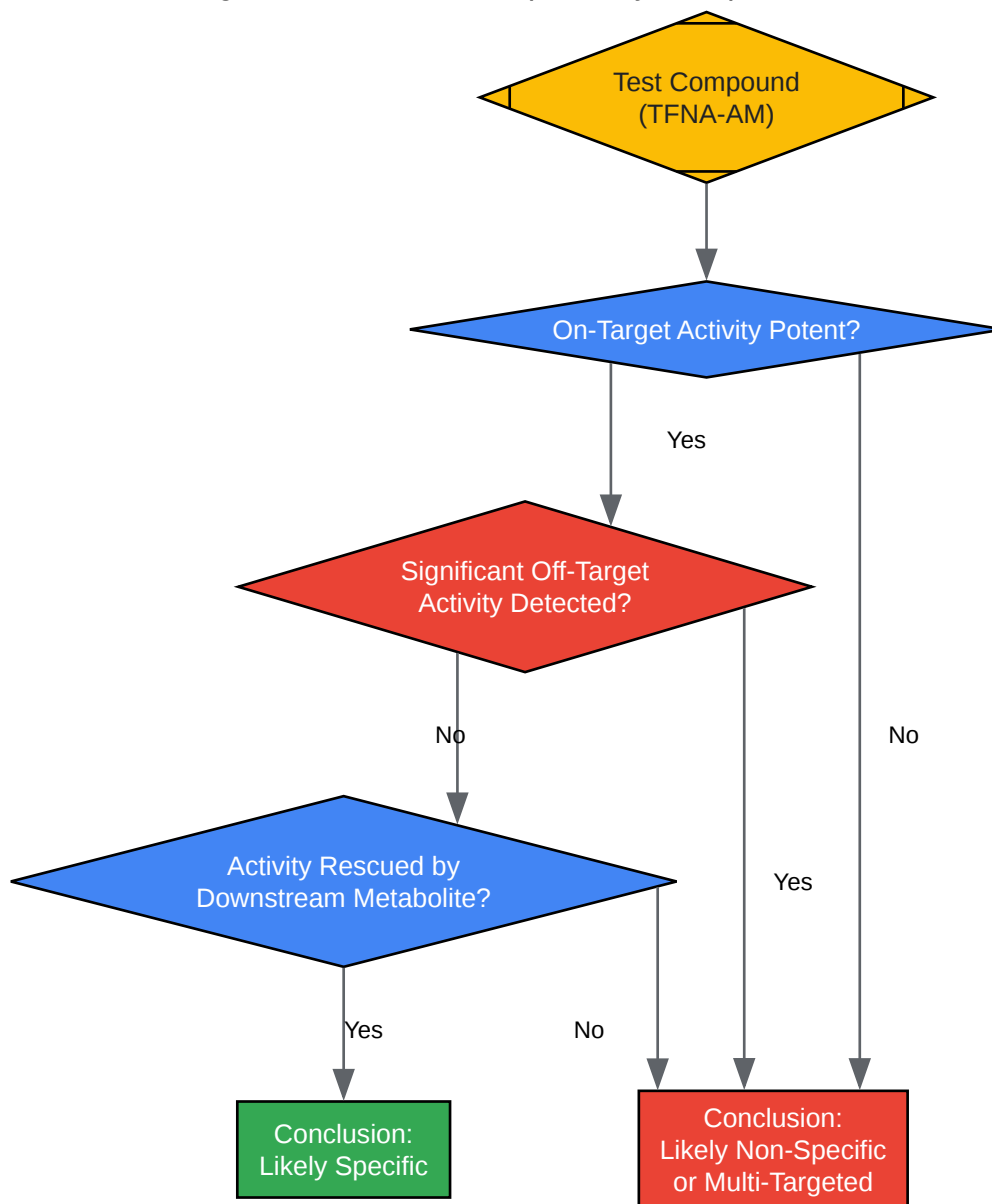 Test Compound
(TFNA-AM)
On-Target Activity Potent?
Yes
Significant Off-Target
Activity Detected?
No
No
Activity Rescued by
Downstream Metabolite?
Yes
Yes
No
Conclusion:
Likely Specific
Conclusion:
Likely Non-Specific
or Multi-Targeted